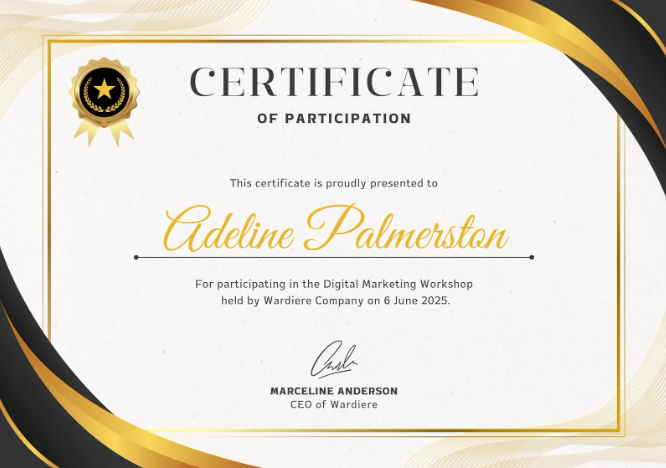 CERTIFICATE
OF PARTICIPATION
This certificate is proudly presented to
Adeline Palmerston
For participating in the Digital Marketing Workshop
held by Wardiere Company on 6 June 2025.
MARCELINE ANDERSON
CEO of Wardiere